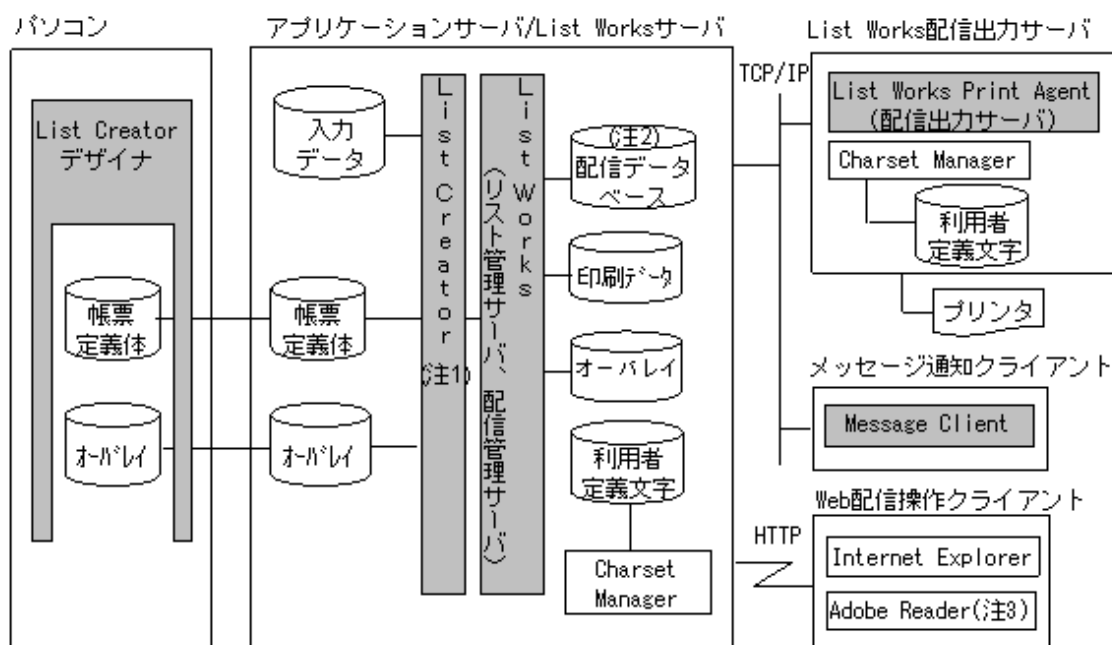 パソコン
List Creator
デザイナ
帳票
定義体
オーバレイ
アプリケーションサーバ/List Worksサーバ
入力
データ
帳票
定義体
オーバレイ
List Creator (注1)
List Works
(リスト管理サーバ、配信管理サーバ)
(注2)
配信データ
ベース
印刷データ
オーバレイ
利用者
定義文字
Charset
Manager
TCP/IP
HTTP
List Works配信出力サーバ
List Works Print Agent
(配信出力サーバ)
Charset Manager
利用者
定義文字
プリンタ
メッセージ通知クライアント
Message Client
Web配信操作クライアント
Internet Explorer
Adobe Reader(注3)